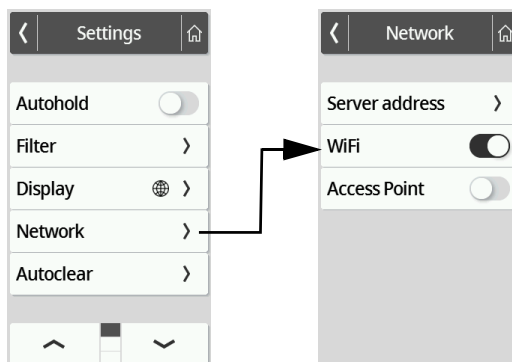 Settings
Autohold
Filter
Display
Network
Autoclear
Network
Server address
WiFi
Access Point